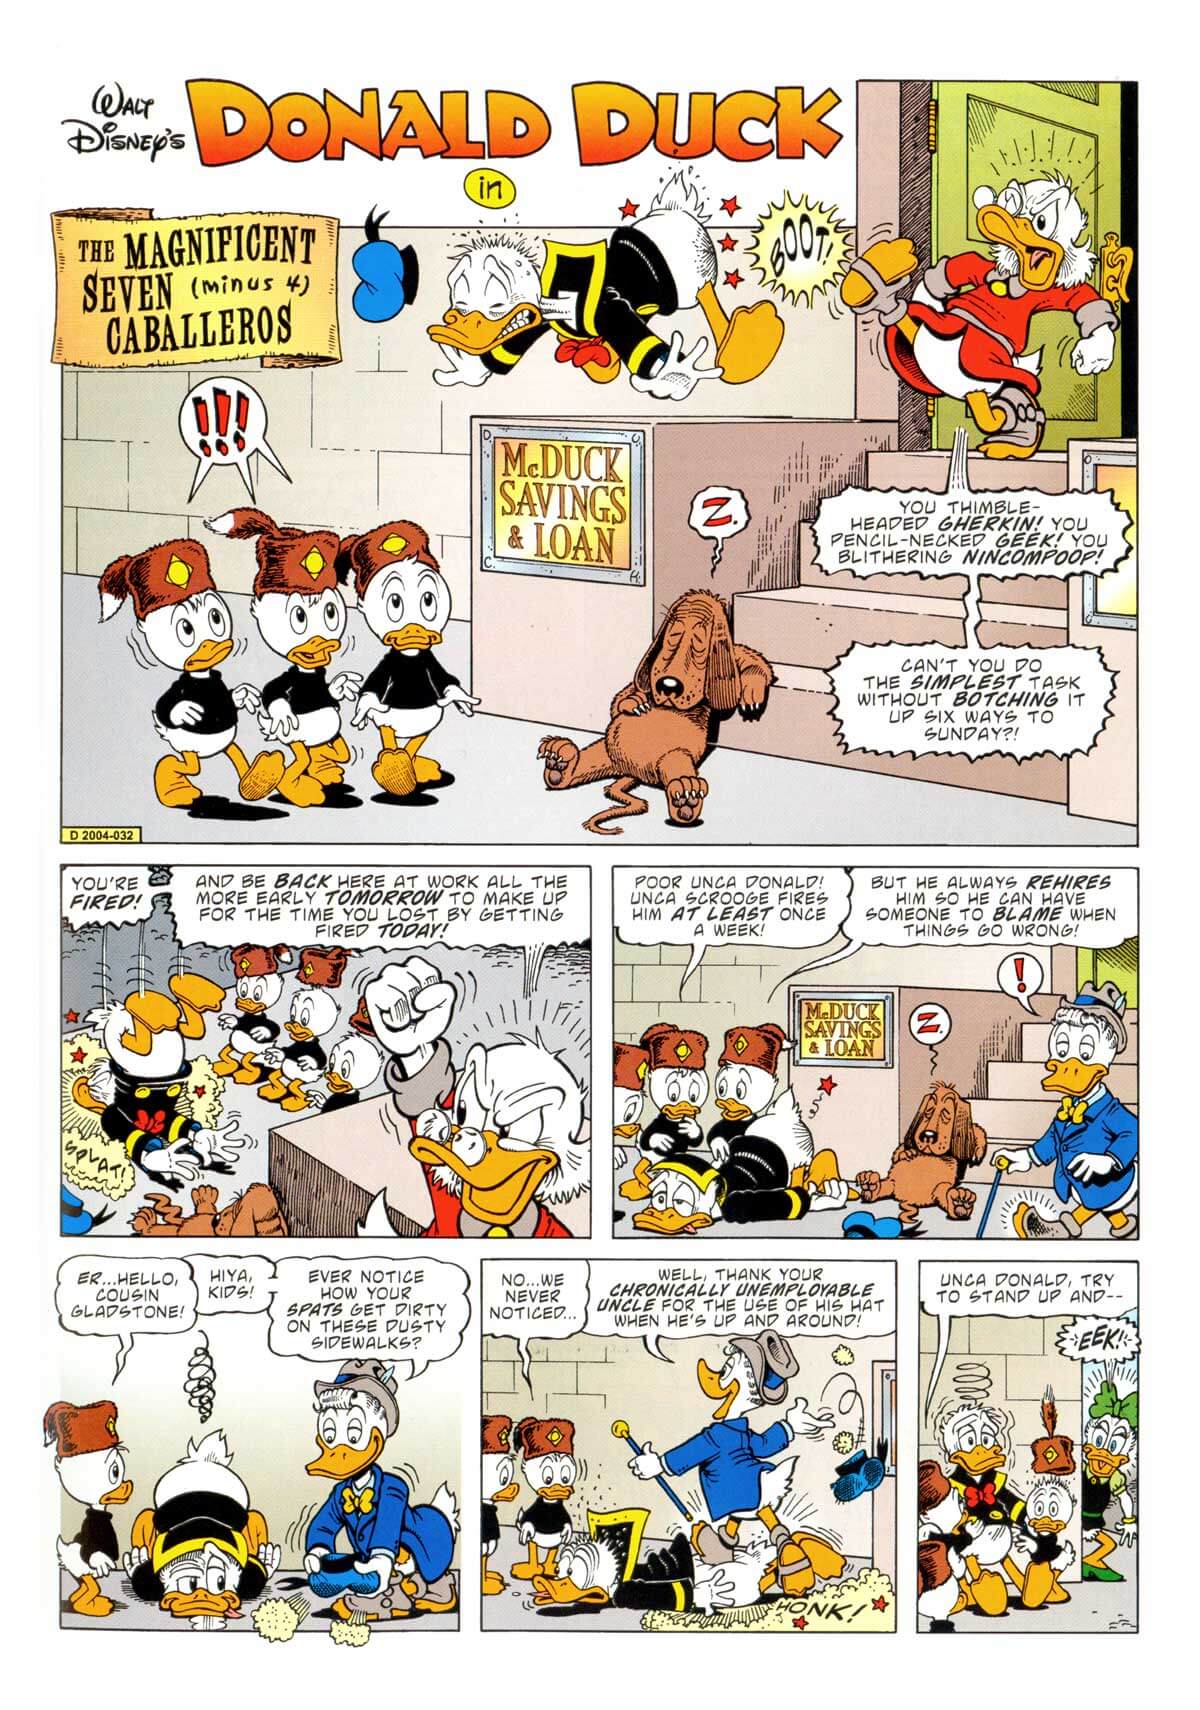 WALT
DISNEY'S
DONALD DUCK
in
THE MAGNIFICENT
SEVEN (minus 4)
CABALLEROS
BOOT!
!!!
McDUCK
SAVINGS
& LOAN
Z.
YOU THIMBLE-
HEADED GHERKIN! YOU
PENCIL-NECKED GEEK! YOU
BLITHERING NINCOMPOOP!
CAN'T YOU DO
THE SIMPLEST TASK
WITHOUT BOTCHING IT
UP SIX WAYS TO
SUNDAY?!
D 2004-032
YOU'RE
FIRED!
AND BE BACK HERE AT WORK ALL THE
MORE EARLY TOMORROW TO MAKE UP
FOR THE TIME YOU LOST BY GETTING
FIRED TODAY!
SPLAT!
POOR UNCA DONALD!
UNCA SCROOGE FIRES
HIM AT LEAST ONCE
A WEEK!
BUT HE ALWAYS REHIRES
HIM SO HE CAN HAVE
SOMEONE TO BLAME WHEN
THINGS GO WRONG!
!
McDUCK
SAVINGS
& LOAN
Z.
ER...HELLO,
COUSIN
GLADSTONE!
HIYA,
KIDS!
EVER NOTICE
HOW YOUR
SPATS GET DIRTY
ON THESE DUSTY
SIDEWALKS?
NO...WE
NEVER
NOTICED...
WELL, THANK YOUR
CHRONICALLY UNEMPLOYABLE
UNCLE FOR THE USE OF HIS HAT
WHEN HE'S UP AND AROUND!
HONK!
UNCA DONALD, TRY
TO STAND UP AND--
EEK!